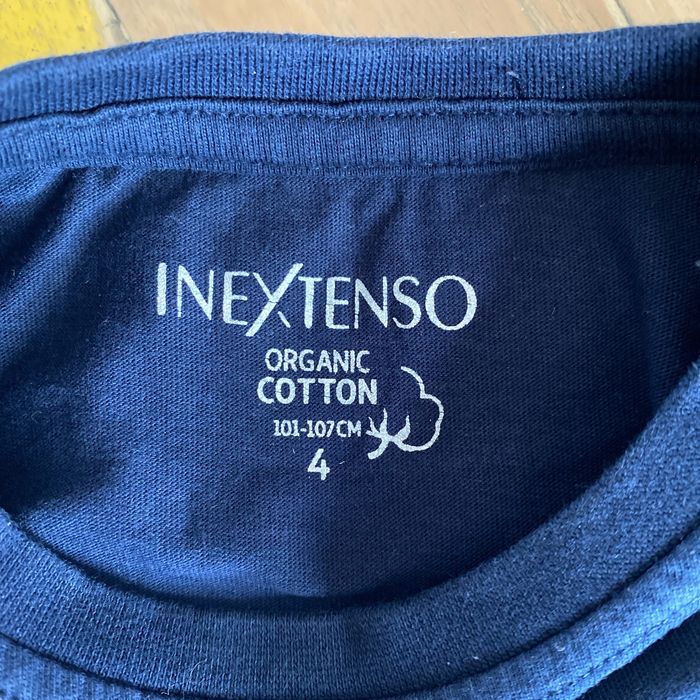 INEXTENSO
ORGANIC
COTTON
101-107CM
4